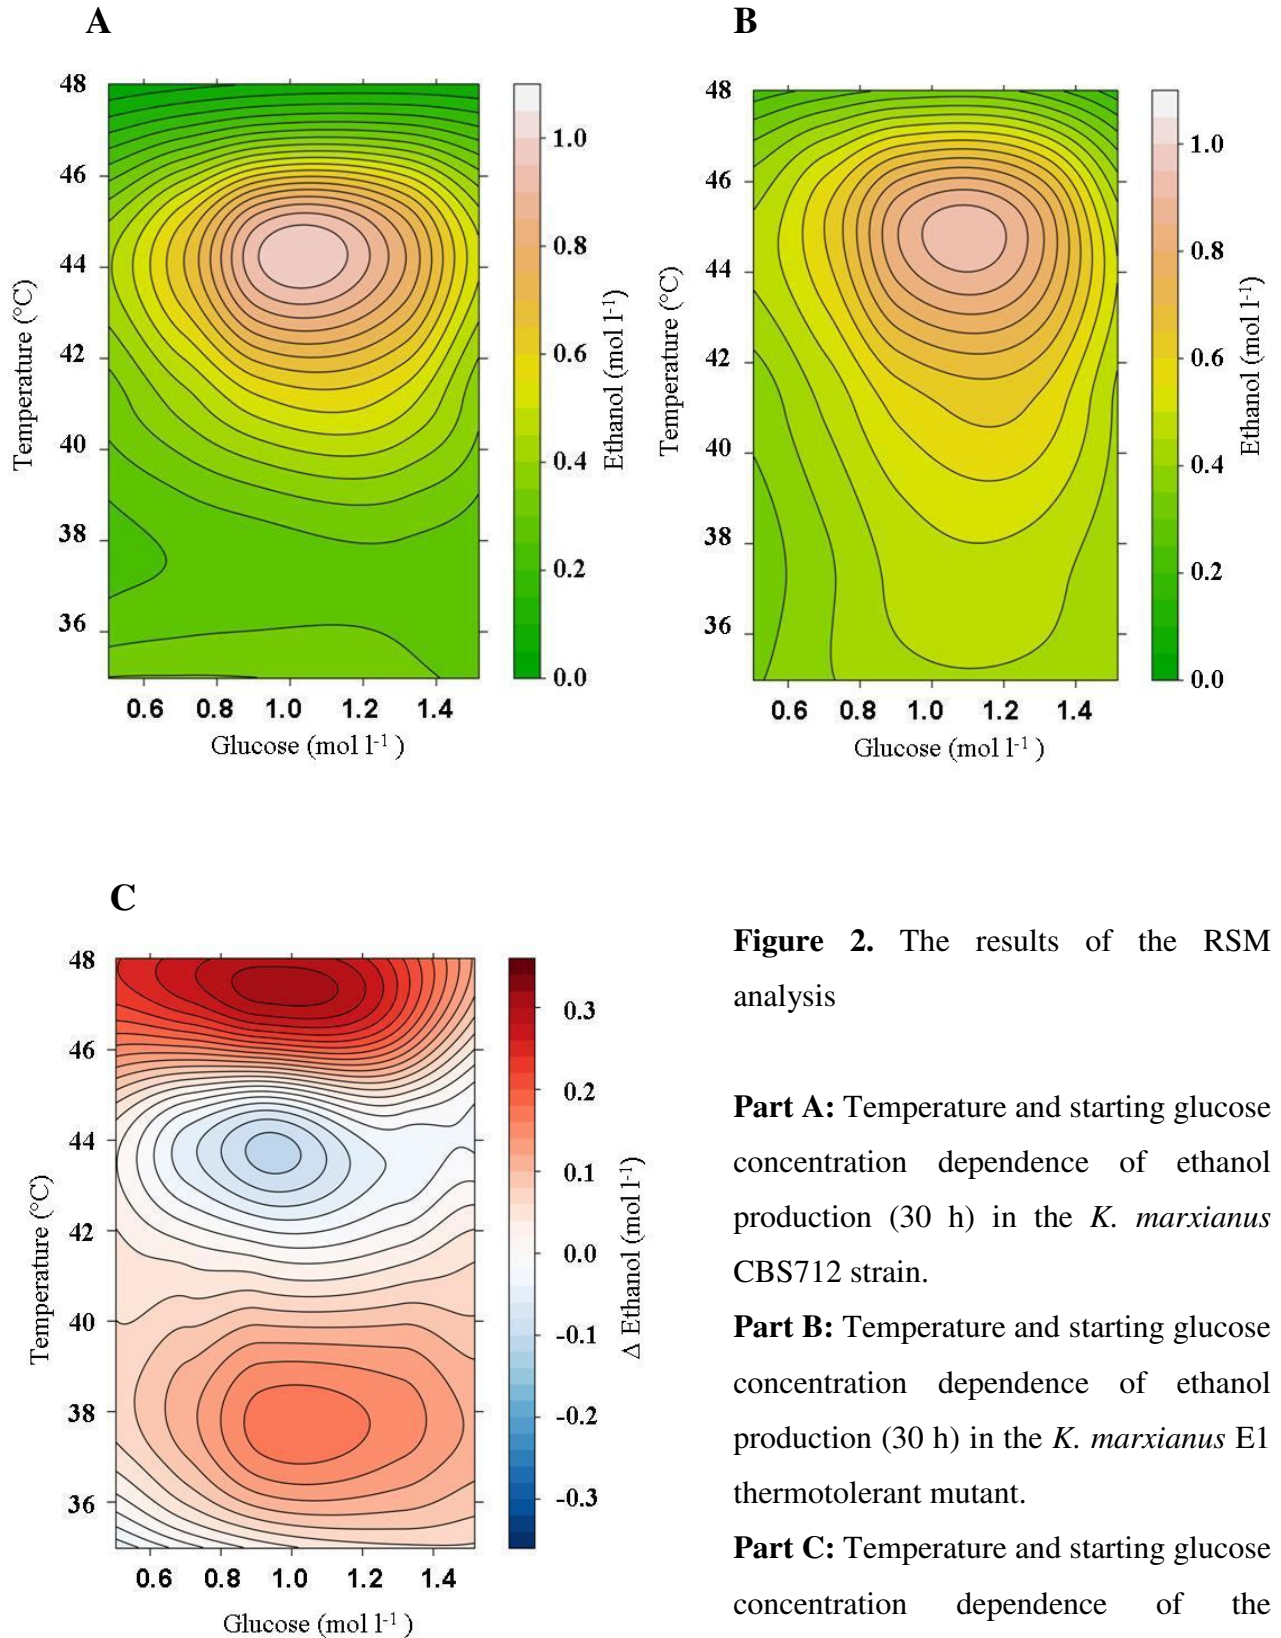 A
48
46
44
42
40
38
36
0.6 0.8 1.0 1.2 1.4
Temperature (°C)
Glucose (mol l-1 )
1.0
0.8
0.6
0.4
0.2
0.0
Ethanol (mol l-1)
B
48
46
44
42
40
38
36
0.6 0.8 1.0 1.2 1.4
Temperature (°C)
Glucose (mol l-1 )
1.0
0.8
0.6
0.4
0.2
0.0
Ethanol (mol l-1)
C
48
46
44
42
40
38
36
0.6 0.8 1.0 1.2 1.4
Temperature (°C)
Glucose (mol l-1 )
0.3
0.2
0.1
0.0
-0.1
-0.2
-0.3
Δ Ethanol (mol l-1)
Figure 2. The results of the RSM
analysis
Part A: Temperature and starting glucose
concentration dependence of ethanol
production (30 h) in the K. marxianus
CBS712 strain.
Part B: Temperature and starting glucose
concentration dependence of ethanol
production (30 h) in the K. marxianus E1
thermotolerant mutant.
Part C: Temperature and starting glucose
concentration dependence of the